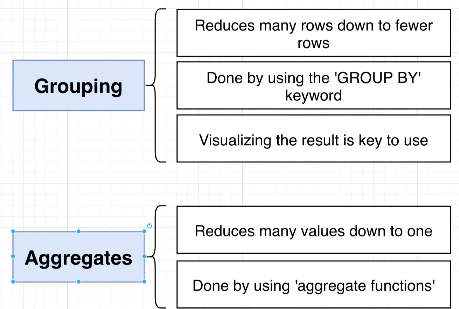 Grouping
Reduces many rows down to fewer
rows
Done by using the 'GROUP BY'
keyword
Visualizing the result is key to use
Aggregates
Reduces many values down to one
Done by using 'aggregate functions'